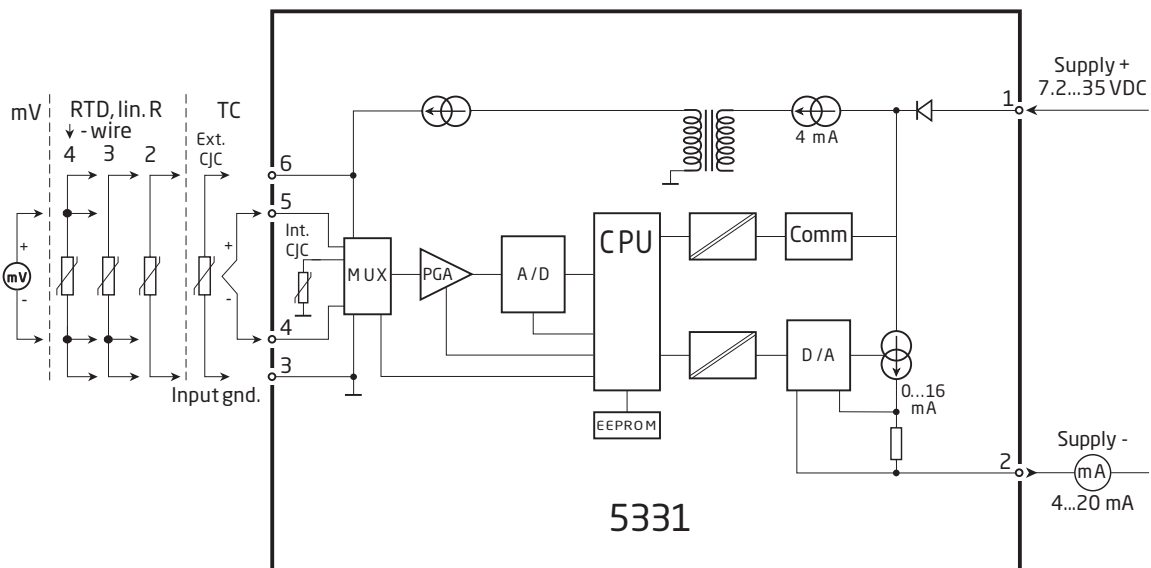 Supply +
7.2...35 VDC
mV
RTD, lin. R
- wire
4 3 2
TC
Ext.
CJC
1
4 mA
6
5
Int.
CJC
+
-
mV
+
-
MUX
PGA
A/D
CPU
Comm
4
3
Input gnd.
D/A
0...16
mA
EEPROM
2
Supply -
mA
4...20 mA
5331